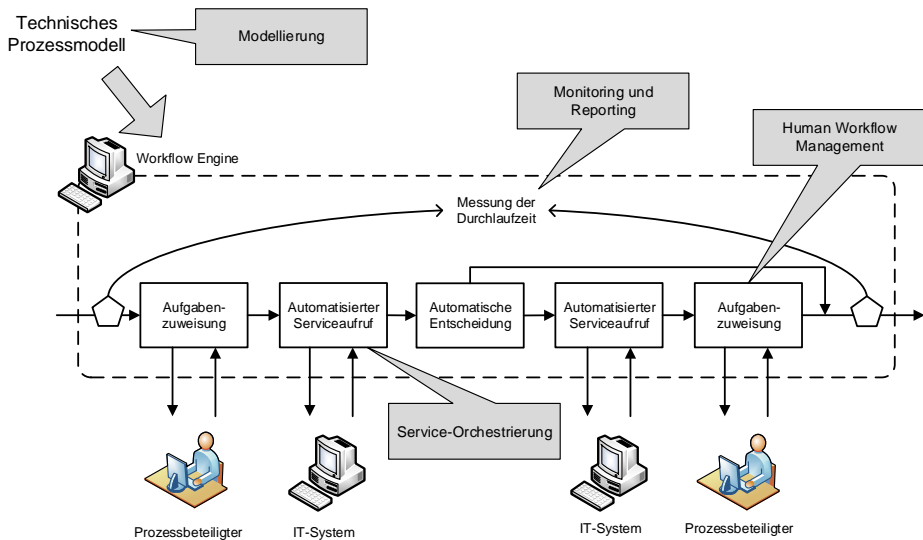 Technisches
Prozessmodell
Modellierung
Monitoring und
Reporting
Human Workflow
Management
Workflow Engine
Messung der
Durchlaufzeit
Aufgaben-
zuweisung
Automatisierter
Serviceaufruf
Automatische
Entscheidung
Automatisierter
Serviceaufruf
Aufgaben-
zuweisung
Service-Orchestrierung
Prozessbeteiligter
IT-System
IT-System
Prozessbeteiligter